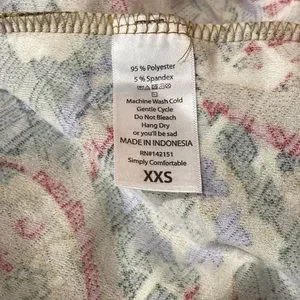 95 % Polyester
5 % Spandex
Machine Wash Cold
Gentle Cycle
Do Not Bleach
Hang Dry
or you'll be sad
MADE IN INDONESIA
RN#142151
Simply Comfortable
XXS